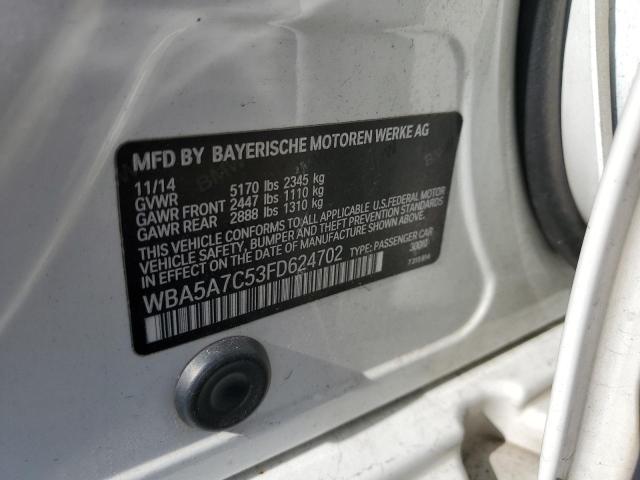 MFD BY BAYERISCHE MOTOREN WERKE AG
11/14
GVWR 5170 lbs 2345 kg
GAWR FRONT 2447 lbs 1110 kg
GAWR REAR 2888 lbs 1310 kg
THIS VEHICLE CONFORMS TO ALL APPLICABLE U.S.FEDERAL MOTOR
VEHICLE SAFETY, BUMPER AND THEFT PREVENTION STANDARDS
IN EFFECT ON THE DATE OF MANUFACTURE SHOWN ABOVE.
WBA5A7C53FD624702 TYPE: PASSENGER CAR